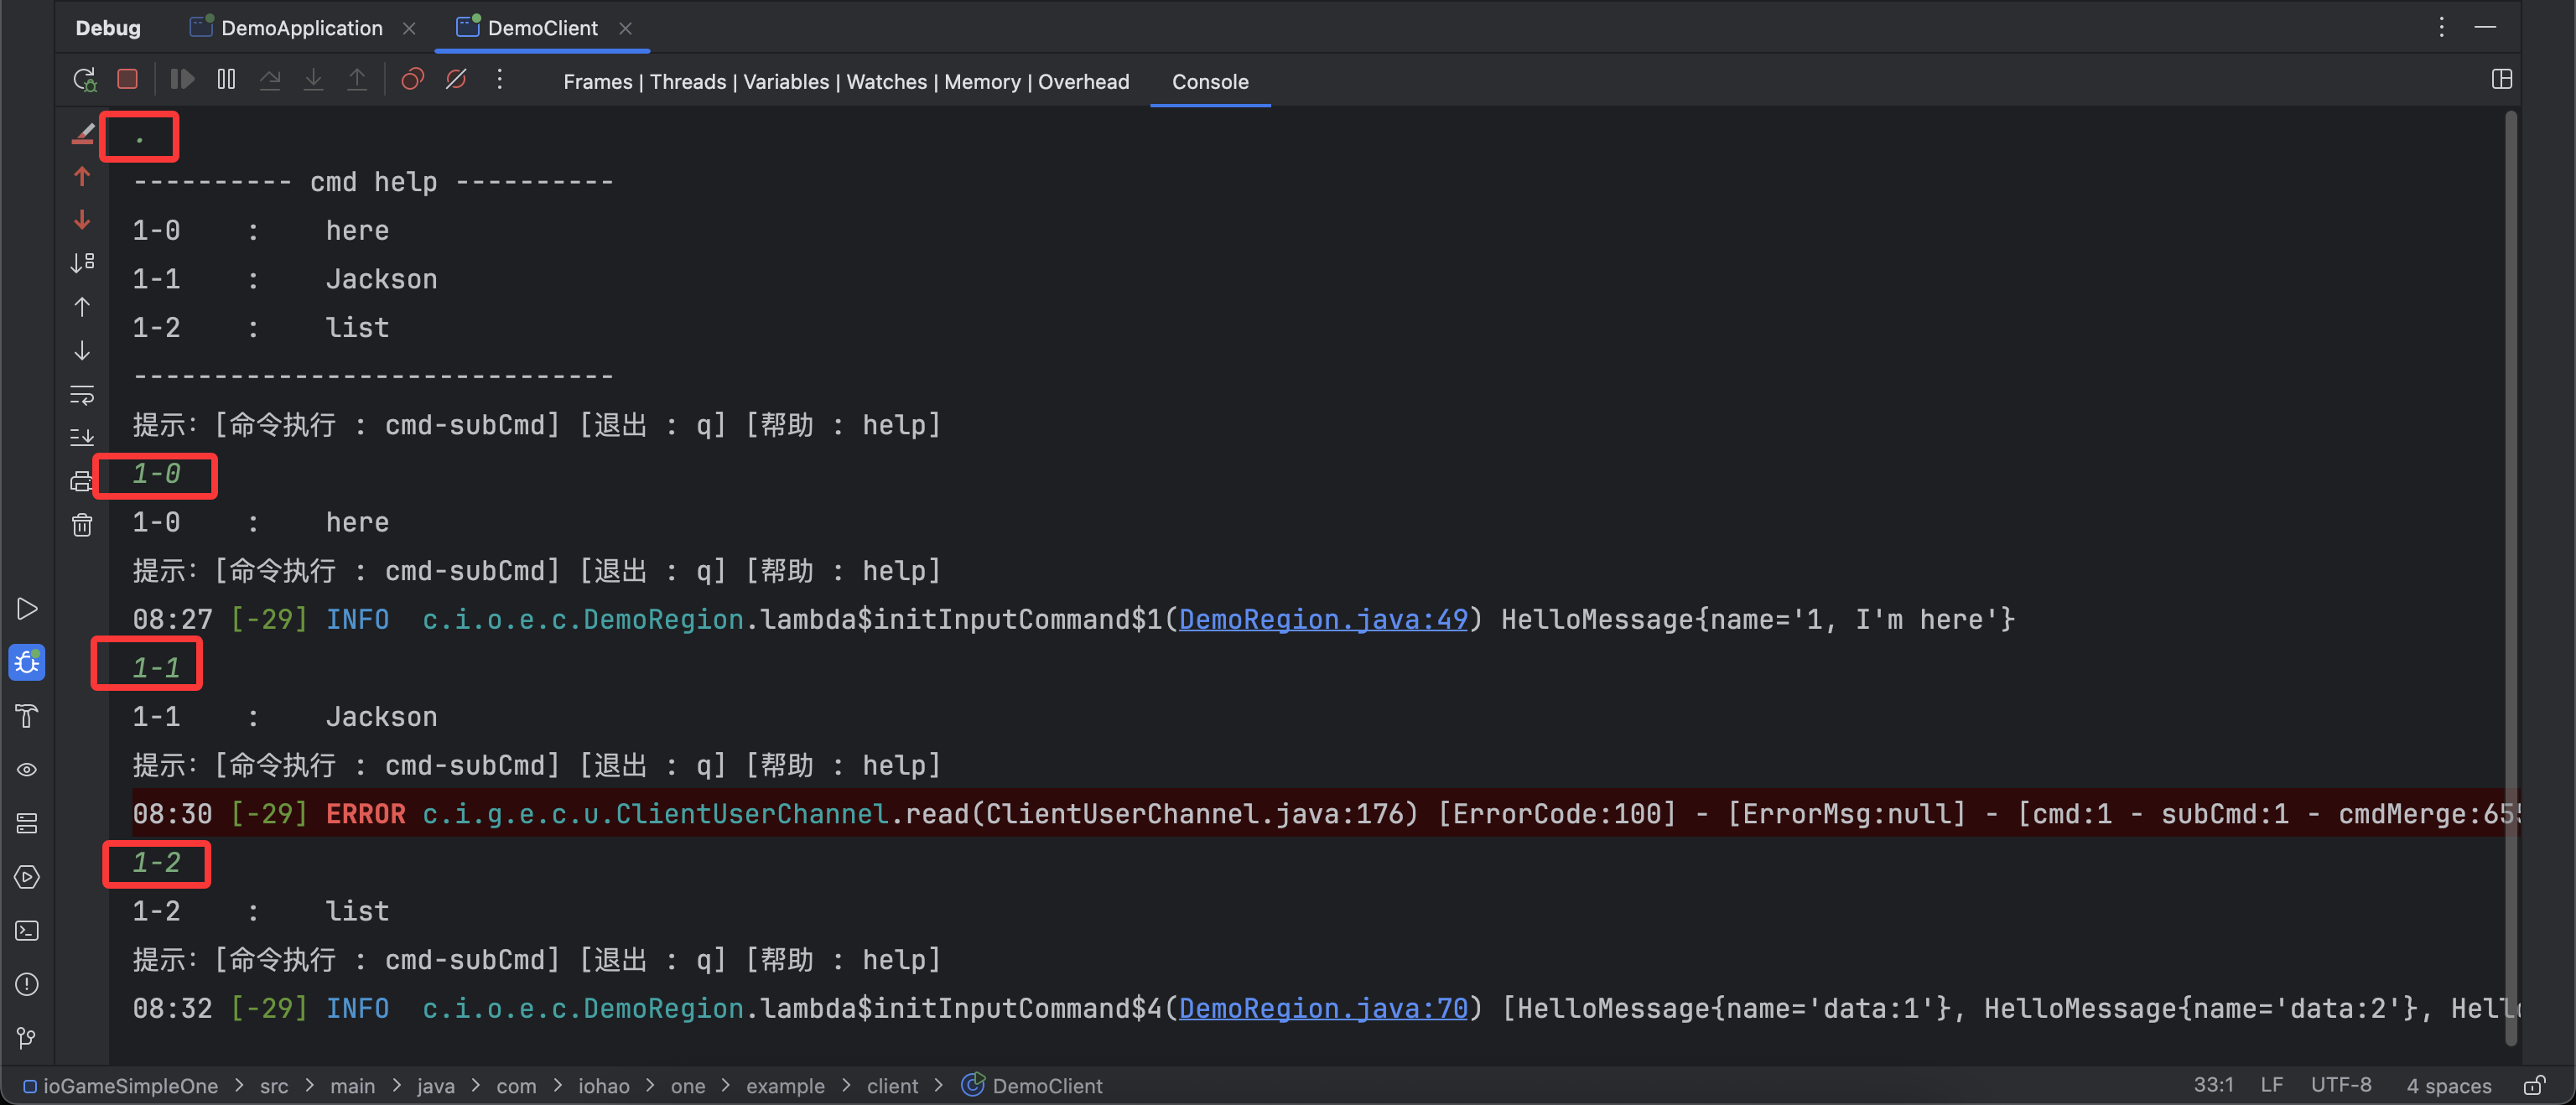 Debug DemoApplication DemoClient
Frames | Threads | Variables | Watches | Memory | Overhead Console
.
---------- cmd help ----------
1-0 : here
1-1 : Jackson
1-2 : list
------------------------------
提示: [命令执行 : cmd-subCmd] [退出 : q] [帮助 : help]
1-0
1-0 : here
提示: [命令执行 : cmd-subCmd] [退出 : q] [帮助 : help]
08:27 [-29] INFO c.i.o.e.c.DemoRegion.lambda$initInputCommand$1(DemoRegion.java:49) HelloMessage{name='1, I'm here'}
1-1
1-1 : Jackson
提示: [命令执行 : cmd-subCmd] [退出 : q] [帮助 : help]
08:30 [-29] ERROR c.i.g.e.c.u.ClientUserChannel.read(ClientUserChannel.java:176) [ErrorCode:100] - [ErrorMsg:null] - [cmd:1 - subCmd:1 - cmdMerge:655
1-2
1-2 : list
提示: [命令执行 : cmd-subCmd] [退出 : q] [帮助 : help]
08:32 [-29] INFO c.i.o.e.c.DemoRegion.lambda$initInputCommand$4(DemoRegion.java:70) [HelloMessage{name='data:1'}, HelloMessage{name='data:2'}, Hell
ioGameSimpleOne > src > main > java > com > iohao > one > example > client > DemoClient 33:1 LF UTF-8 4 spaces